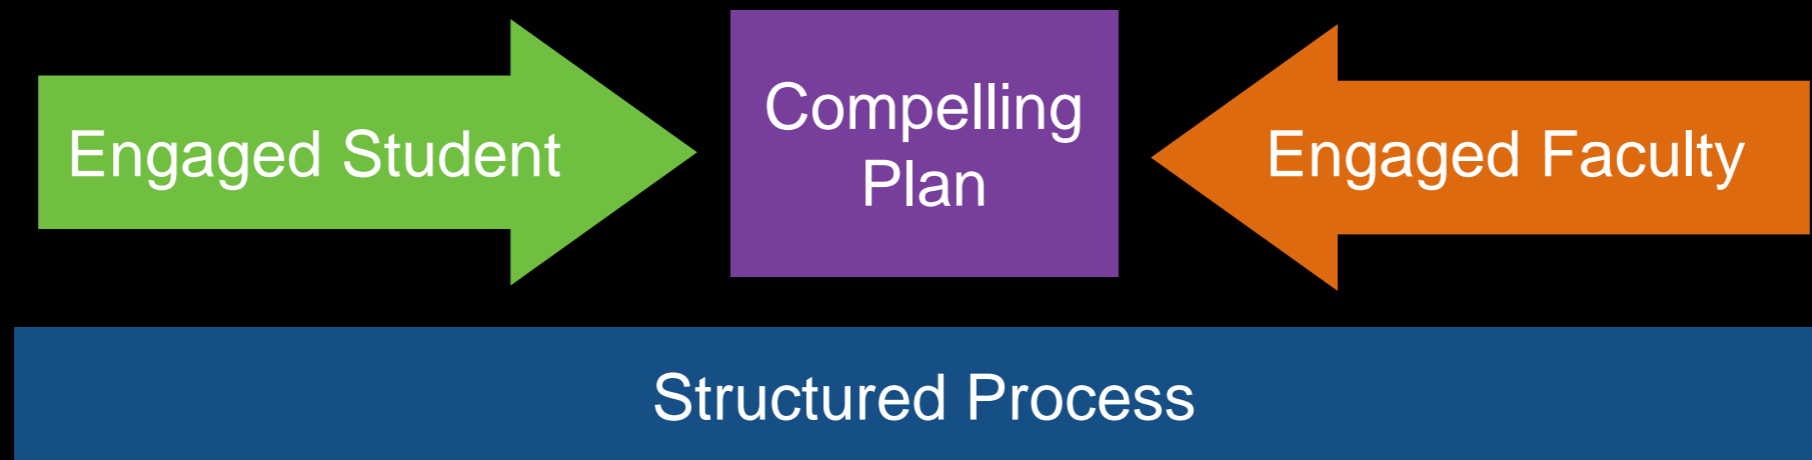 Engaged Student
Compelling
Plan
Engaged Faculty
Structured Process